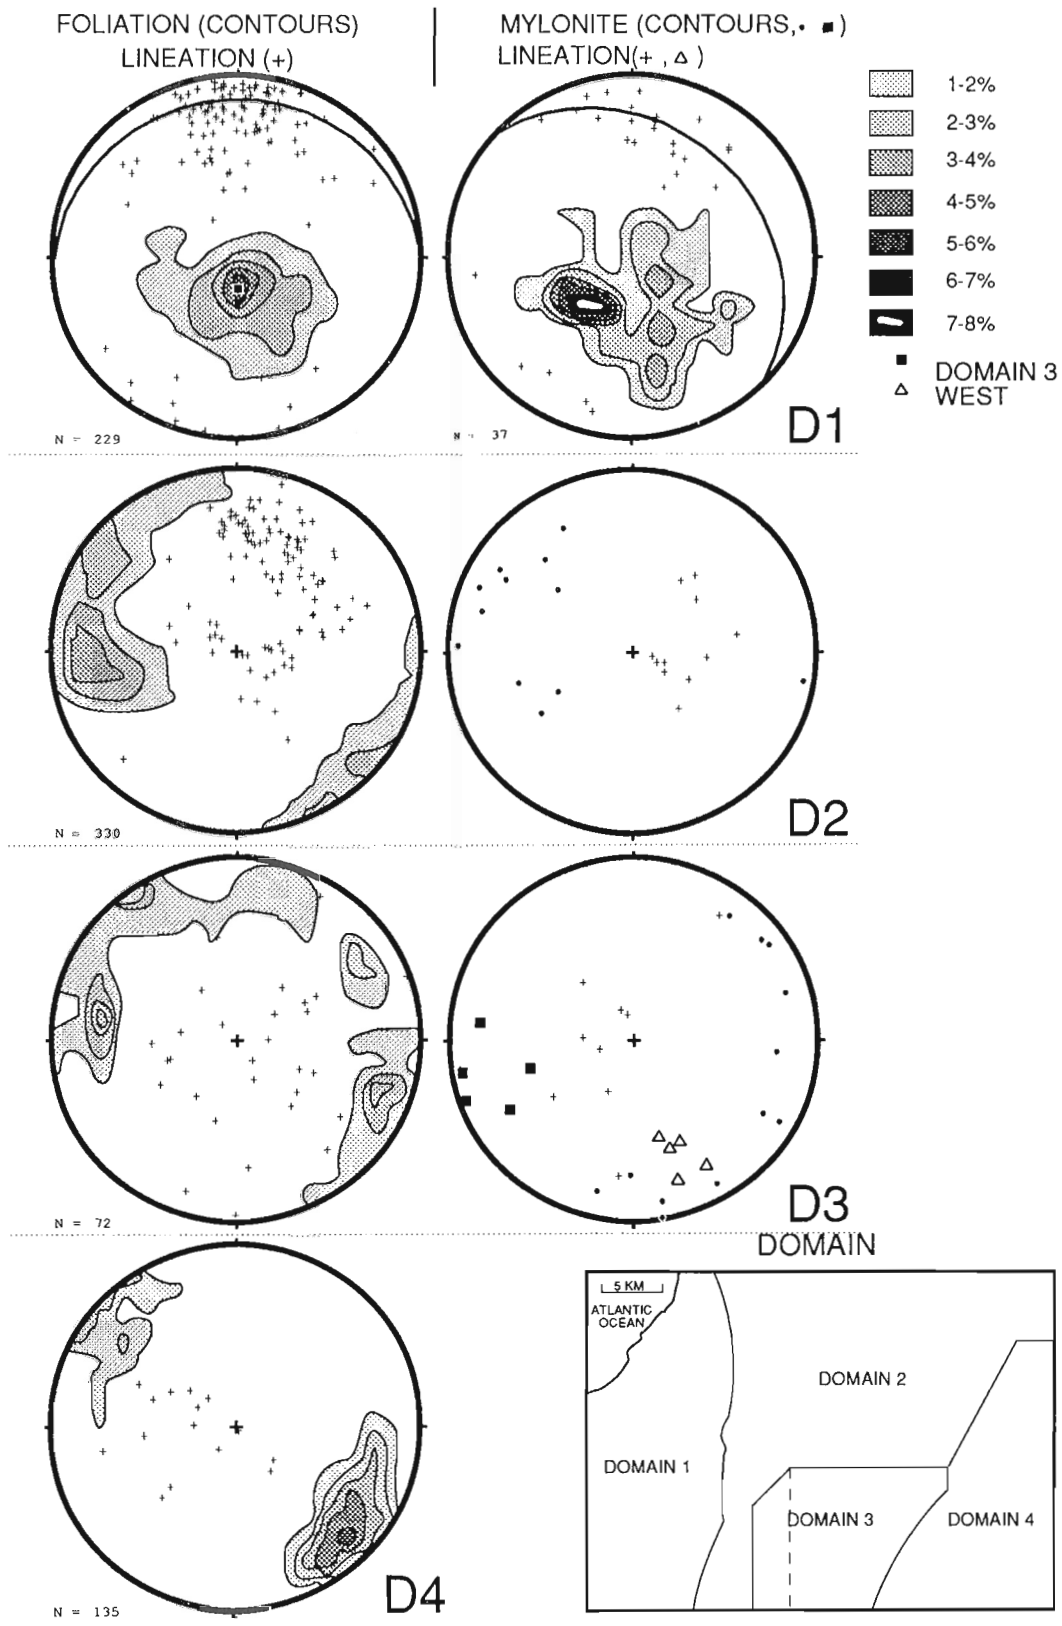 FOLIATION (CONTOURS)
LINEATION (+)
MYLONITE (CONTOURS, • ■ )
LINEATION(+ , △ )
1-2%
2-3%
3-4%
4-5%
5-6%
6-7%
7-8%
■ DOMAIN 3
△ WEST
N = 229
N = 37
D1
N = 330
D2
N = 72
D3
DOMAIN
N = 135
D4
5 KM
ATLANTIC
OCEAN
DOMAIN 2
DOMAIN 1
DOMAIN 3
DOMAIN 4